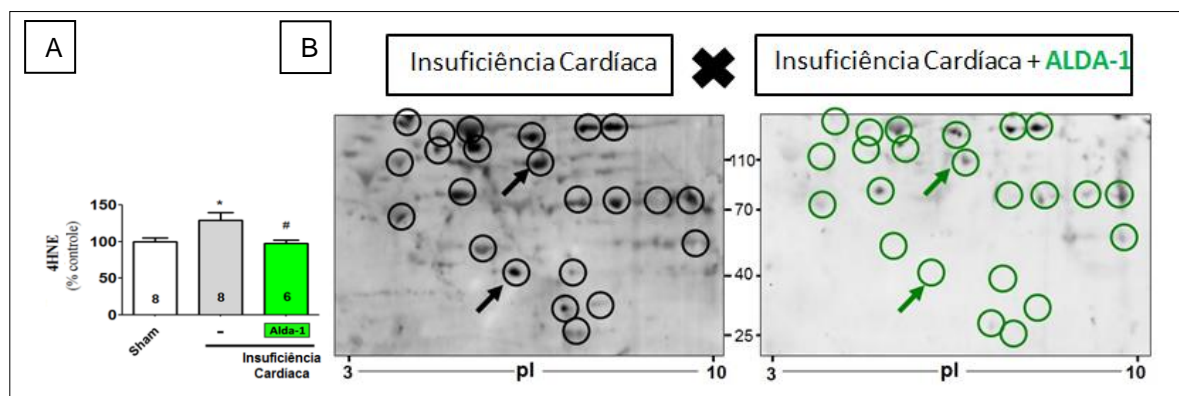 A
B
Insuficiência Cardíaca
Insuficiência Cardíaca + ALDA-1
4HNE
(% controle)
150
100
50
0
*
#
8
8
6
Sham
-
Alda-1
Insuficiência
Cardíaca
110
70
40
25
3
pI
10
3
pI
10